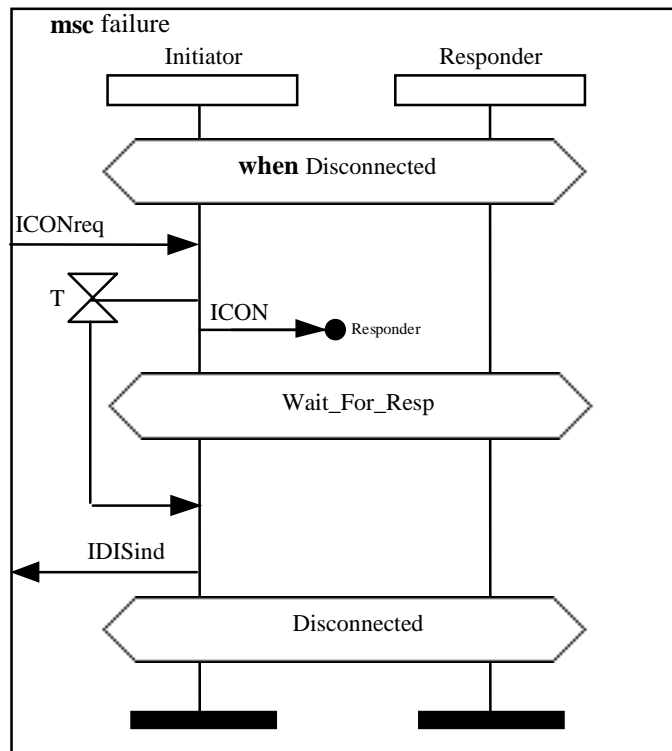 msc failure
Initiator
Responder
when Disconnected
ICONreq
T
ICON
Responder
Wait_For_Resp
IDISind
Disconnected